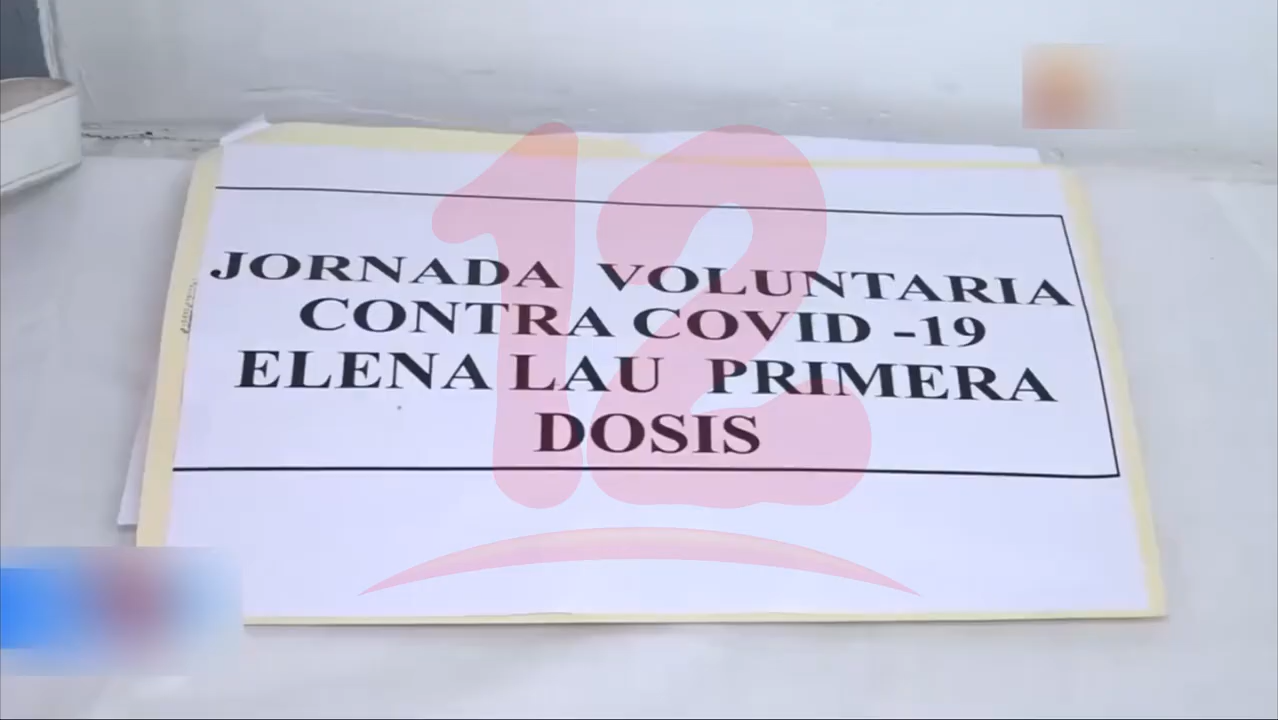 JORNADA VOLUNTARIA
CONTRA COVID -19
ELENA LAU PRIMERA
DOSIS
12